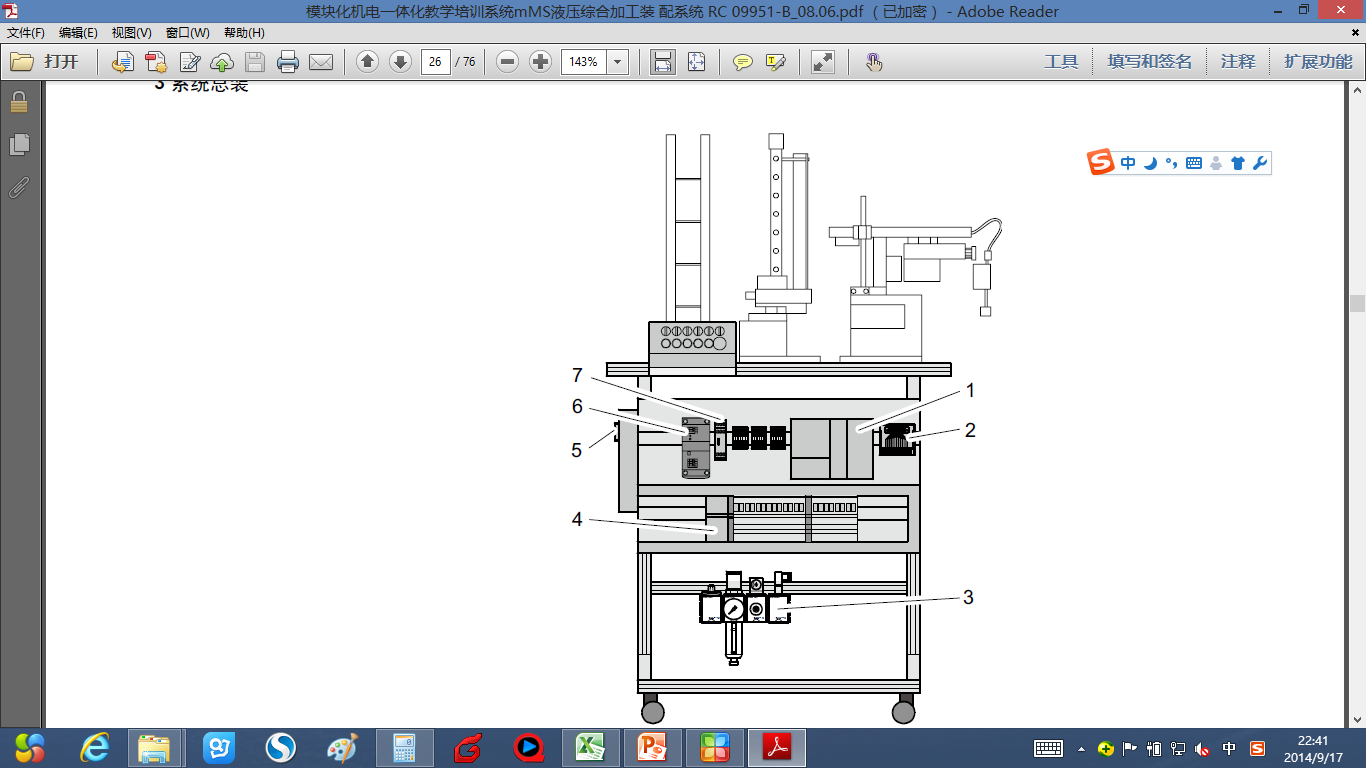 模块化机电一体化教学培训系统mMS液压综合加工装 配系统 RC 09951-B_08.06.pdf （已加密） - Adobe Reader
文件(F) 编辑(E) 视图(V) 窗口(W) 帮助(H)
打开 26 / 76 143% 工具 填写和签名 注释 扩展功能
3 系统总装
中
7
6
5
4
1
2
3
中
22:41
2014/9/17